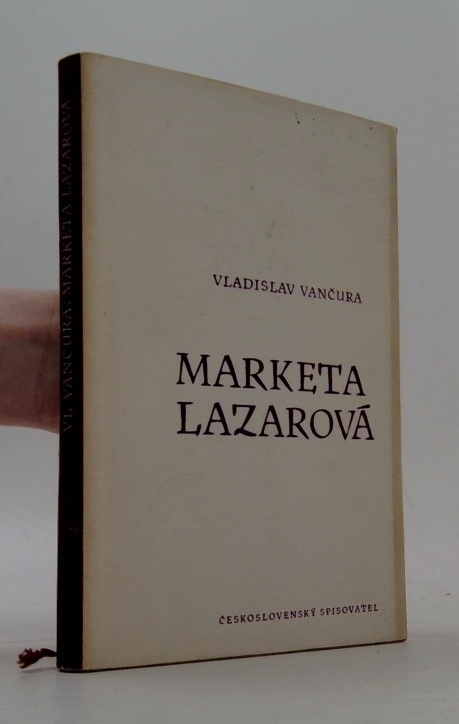 VL. VANČURA: MARKETA LAZAROVÁ
VLADISLAV VANČURA
MARKETA
LAZAROVÁ
ČESKOSLOVENSKÝ SPISOVATEL